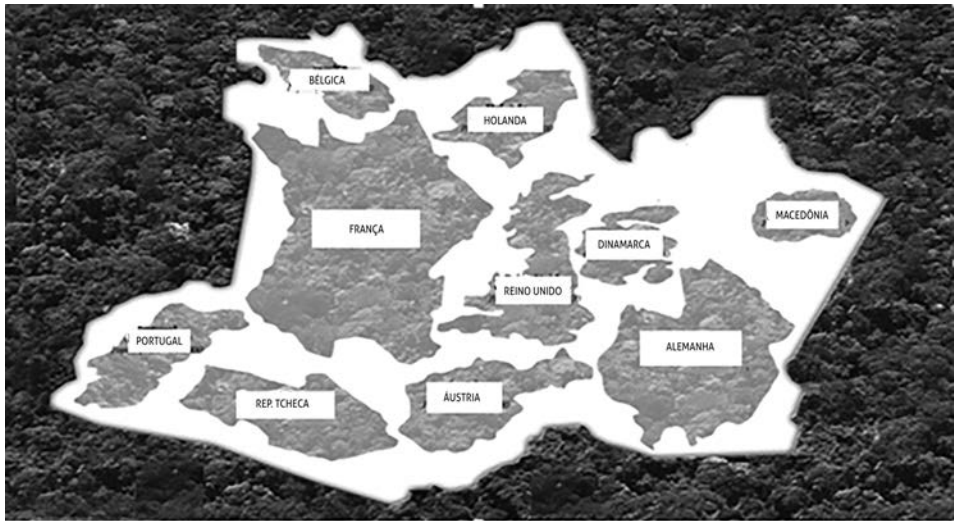 BÉLGICA
HOLANDA
MACEDÔNIA
FRANÇA
DINAMARCA
REINO UNIDO
PORTUGAL
ALEMANHA
REP. TCHECA
ÁUSTRIA